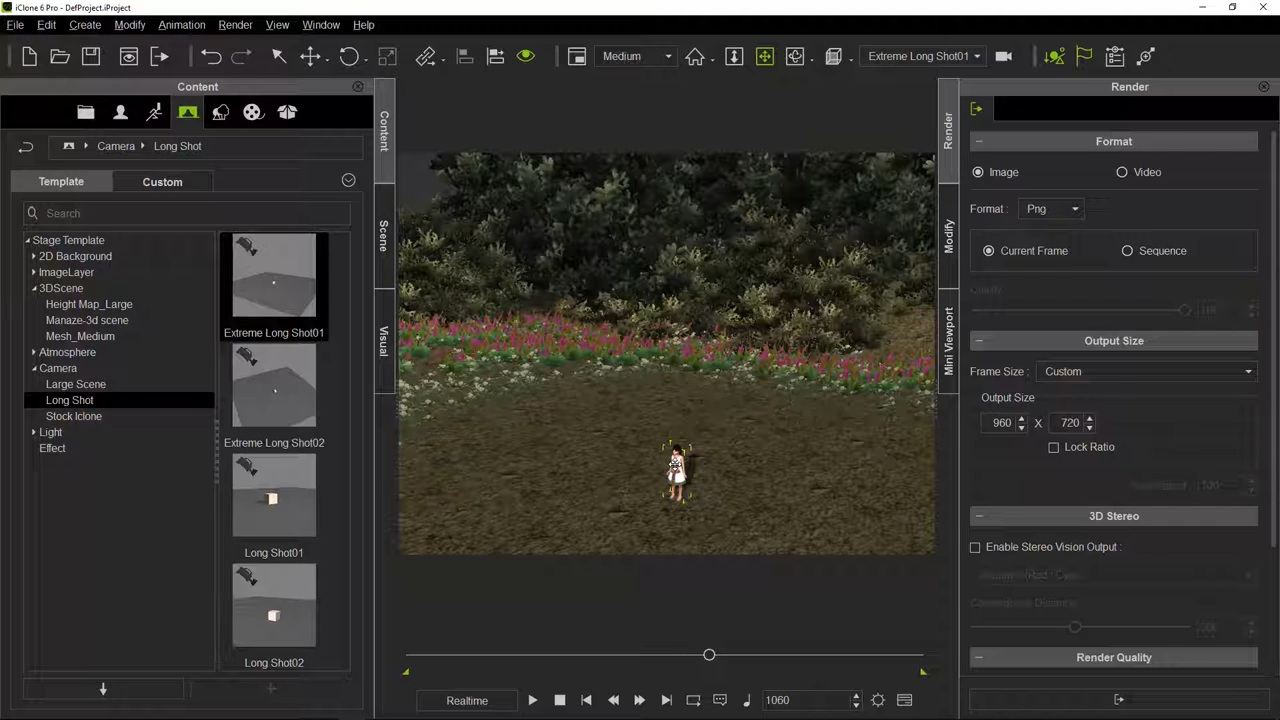 iClone 6 Pro - DefProject.iProject
File Edit Create Modify Animation Render View Window Help
Medium
Extreme Long Shot01
Content
Camera Long Shot
Template Custom
Search
Stage Template
2D Background
ImageLayer
3DScene
Height Map_Large
Manaze-3d scene
Mesh_Medium
Atmosphere
Camera
Large Scene
Long Shot
Stock Iclone
Light
Effect
Extreme Long Shot01
Extreme Long Shot02
Long Shot01
Long Shot02
Content
Scene
Visual
Realtime
1060
Render
Modify
Mini Viewport
Render
Format
Image Video
Format : Png
Current Frame Sequence
Output Size
Frame Size : Custom
Output Size
960 X 720
Lock Ratio
3D Stereo
Enable Stereo Vision Output :
Render Quality